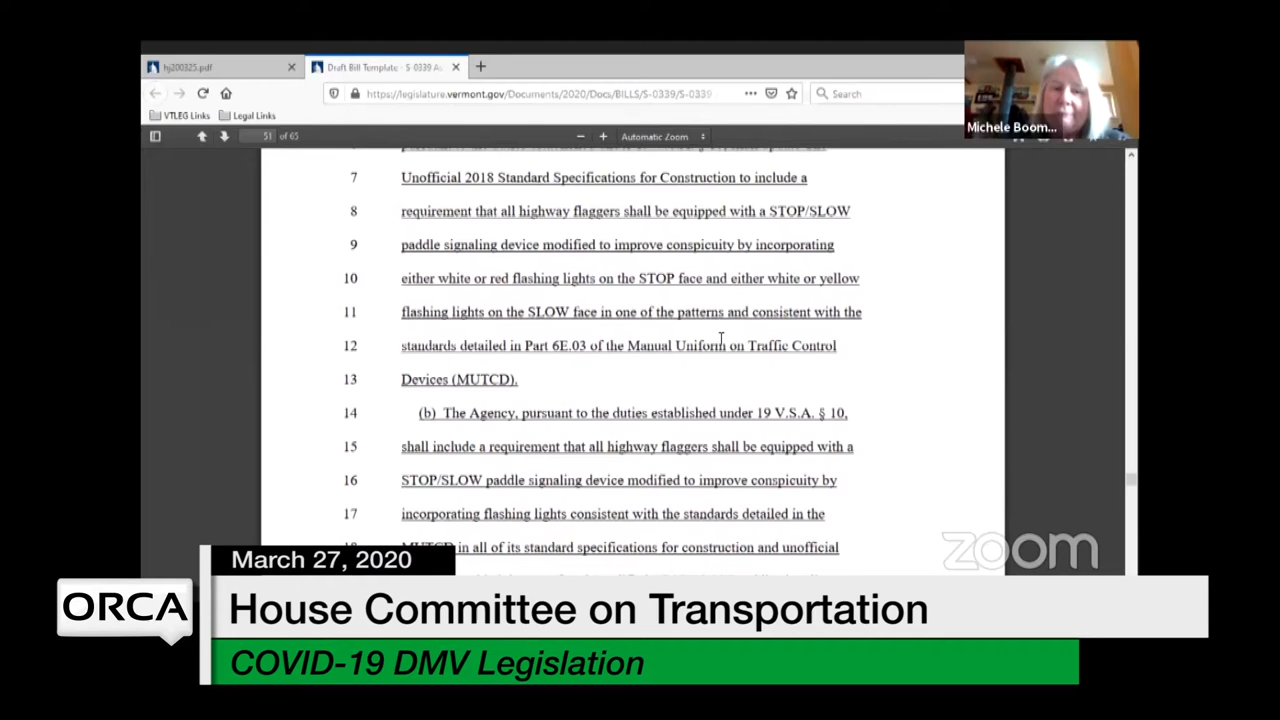 hj200325.pdf
Draft Bill Template - S-0339 A
https://legislature.vermont.gov/Documents/2020/Docs/BILLS/S-0339/S-0339
Search
VTLEG Links Legal Links
51 of 65
Automatic Zoom
Michele Boom...
7 Unofficial 2018 Standard Specifications for Construction to include a
8 requirement that all highway flaggers shall be equipped with a STOP/SLOW
9 paddle signaling device modified to improve conspicuity by incorporating
10 either white or red flashing lights on the STOP face and either white or yellow
11 flashing lights on the SLOW face in one of the patterns and consistent with the
12 standards detailed in Part 6E.03 of the Manual Uniform on Traffic Control
13 Devices (MUTCD).
14 (b) The Agency, pursuant to the duties established under 19 V.S.A. § 10,
15 shall include a requirement that all highway flaggers shall be equipped with a
16 STOP/SLOW paddle signaling device modified to improve conspicuity by
17 incorporating flashing lights consistent with the standards detailed in the
MUTCD in all of its standard specifications for construction and unofficial
zoom
March 27, 2020
ORCA
House Committee on Transportation
COVID-19 DMV Legislation